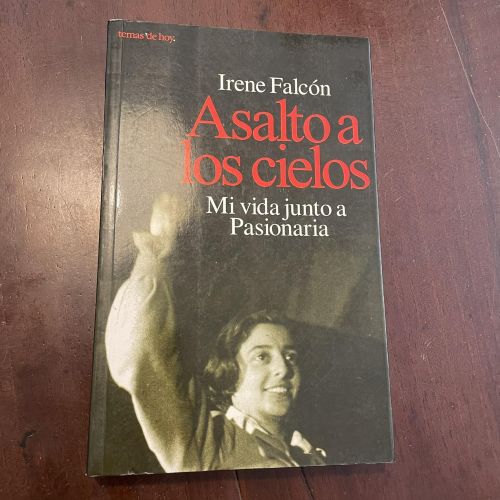 temas de hoy.
Irene Falcón
Asalto a
los cielos
Mi vida junto a
Pasionaria